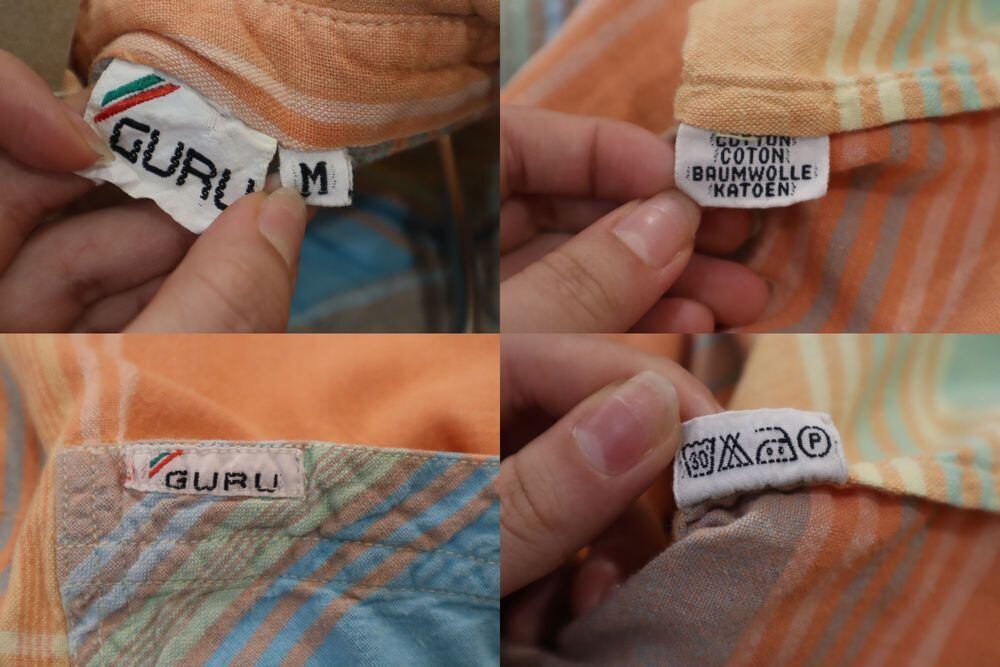 GURU
M
COTTON
COTON
BAUMWOLLE
KATOEN
GURU
30
P